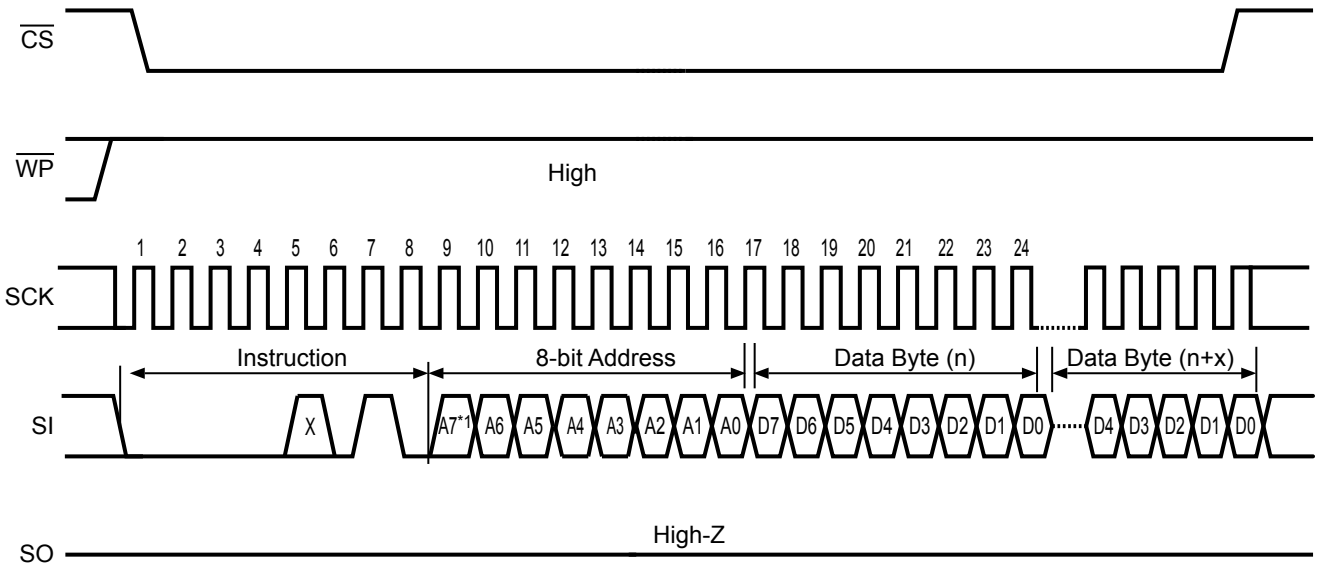 CS
WP
High
1 2 3 4 5 6 7 8 9 10 11 12 13 14 15 16 17 18 19 20 21 22 23 24
SCK
Instruction 8-bit Address Data Byte (n) Data Byte (n+x)
SI X A7*1 A6 A5 A4 A3 A2 A1 A0 D7 D6 D5 D4 D3 D2 D1 D0 D4 D3 D2 D1 D0
High-Z
SO